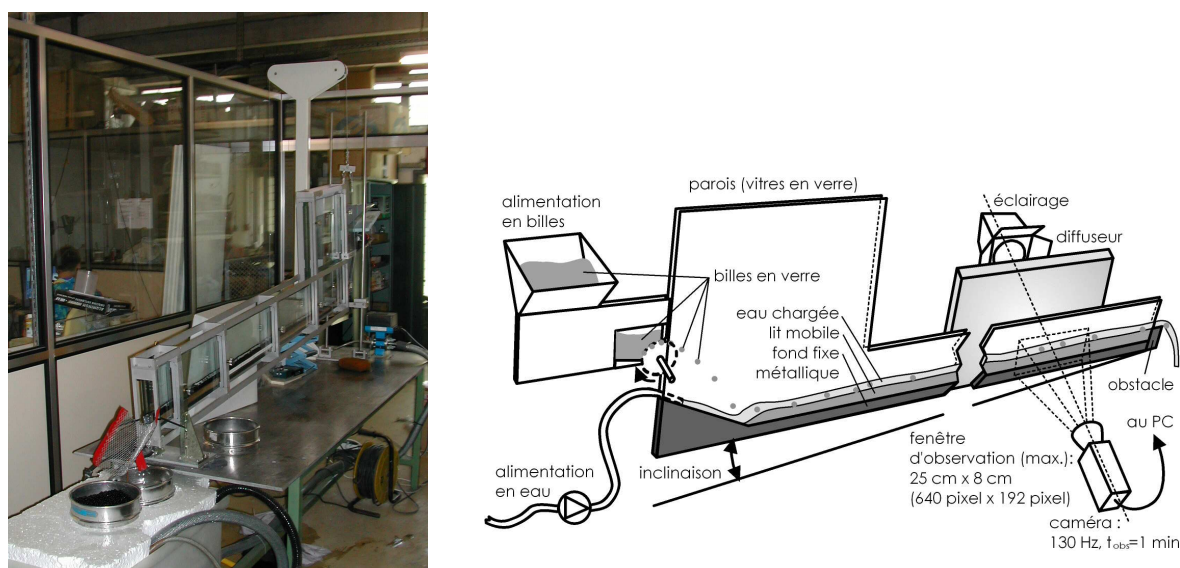 parois (vitres en verre)
alimentation
en billes
éclairage
diffuseur
billes en verre
eau chargée
lit mobile
fond fixe
métallique
obstacle
au PC
fenêtre
d'observation (max.):
25 cm x 8 cm
(640 pixel x 192 pixel)
inclinaison
alimentation
en eau
caméra :
130 Hz, tobs=1 min